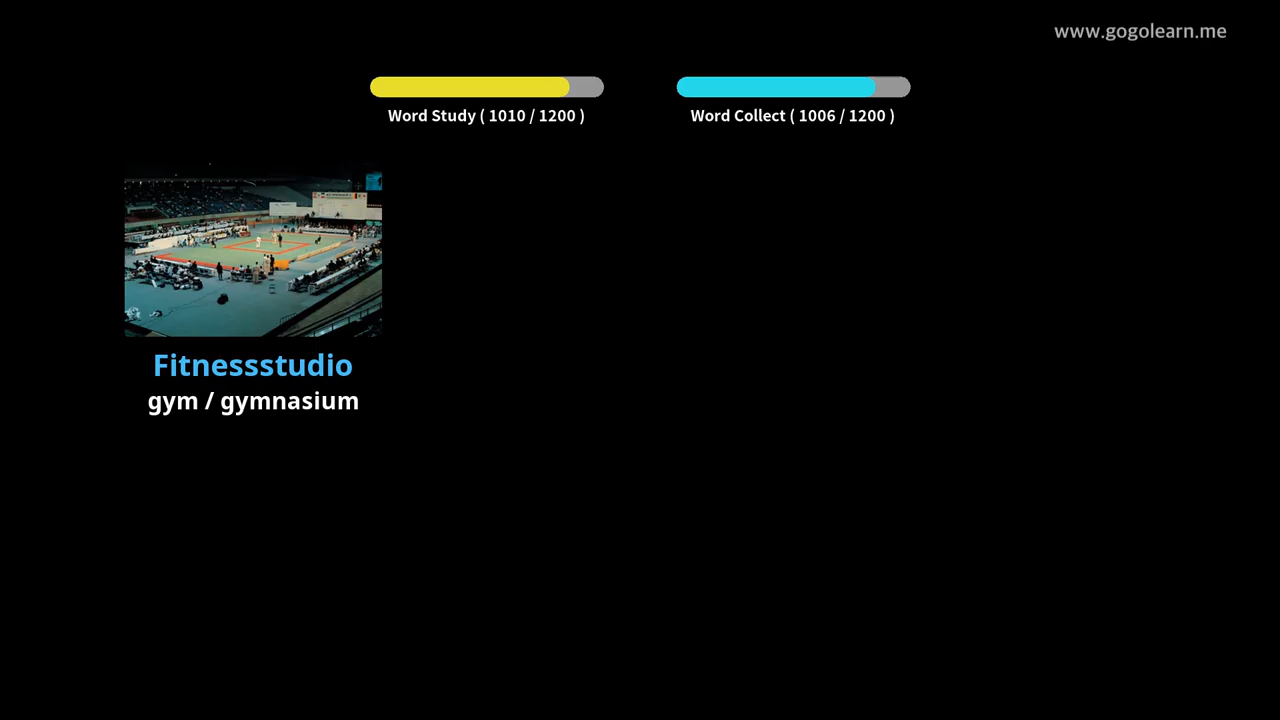 www.gogolearn.me
Word Study ( 1010 / 1200 )
Word Collect ( 1006 / 1200 )
Fitnessstudio
gym / gymnasium